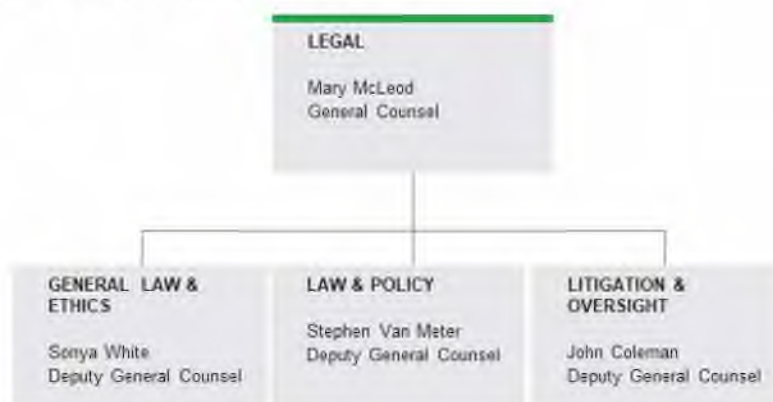 LEGAL
Mary McLeod
General Counsel
GENERAL LAW &
ETHICS
Sonya White
Deputy General Counsel
LAW & POLICY
Stephen Van Meter
Deputy General Counsel
LITIGATION &
OVERSIGHT
John Coleman
Deputy General Counsel